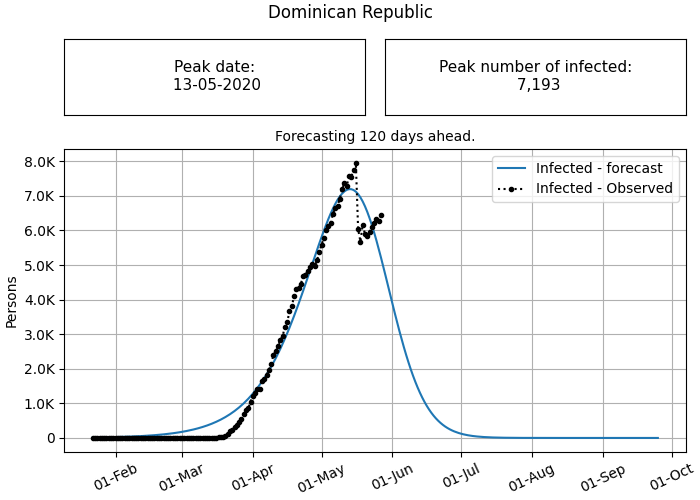 Dominican Republic
Peak date:
13-05-2020
Peak number of infected:
7,193
Forecasting 120 days ahead.
Infected - forecast
Infected - Observed
8.0K
7.0K
6.0K
5.0K
4.0K
3.0K
2.0K
1.0K
0
Persons
01-Feb
01-Mar
01-Apr
01-May
01-Jun
01-Jul
01-Aug
01-Sep
01-Oct